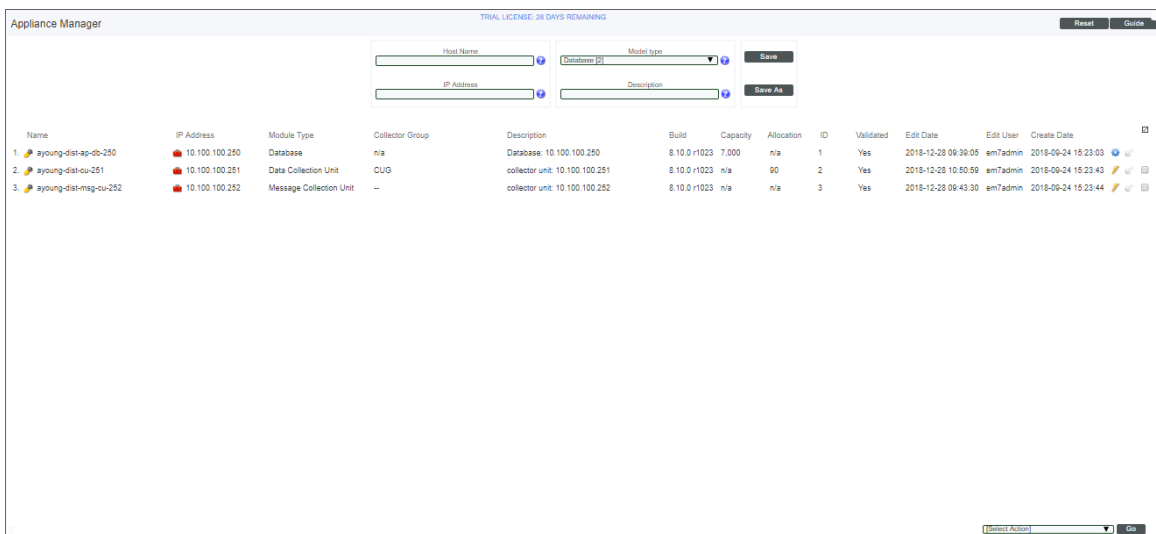 TRIAL LICENSE: 28 DAYS REMAINING
Appliance Manager
Reset
Guide
Host Name
Model type
Database [2]
Save
IP Address
Description
Save As
Name IP Address Module Type Collector Group Description Build Capacity Allocation ID Validated Edit Date Edit User Create Date
1. ayoung-dist-ap-db-250 10.100.100.250 Database n/a Database: 10.100.100.250 8.10.0 r1023 7,000 n/a 1 Yes 2018-12-28 09:39:05 em7admin 2018-09-24 15:23:03
2. ayoung-dist-cu-251 10.100.100.251 Data Collection Unit CUG collector unit: 10.100.100.251 8.10.0 r1023 n/a 90 2 Yes 2018-12-28 10:50:59 em7admin 2018-09-24 15:23:43
3. ayoung-dist-msg-cu-252 10.100.100.252 Message Collection Unit -- collector unit: 10.100.100.252 8.10.0 r1023 n/a n/a 3 Yes 2018-12-28 09:43:30 em7admin 2018-09-24 15:23:44
[Select Action]
Go